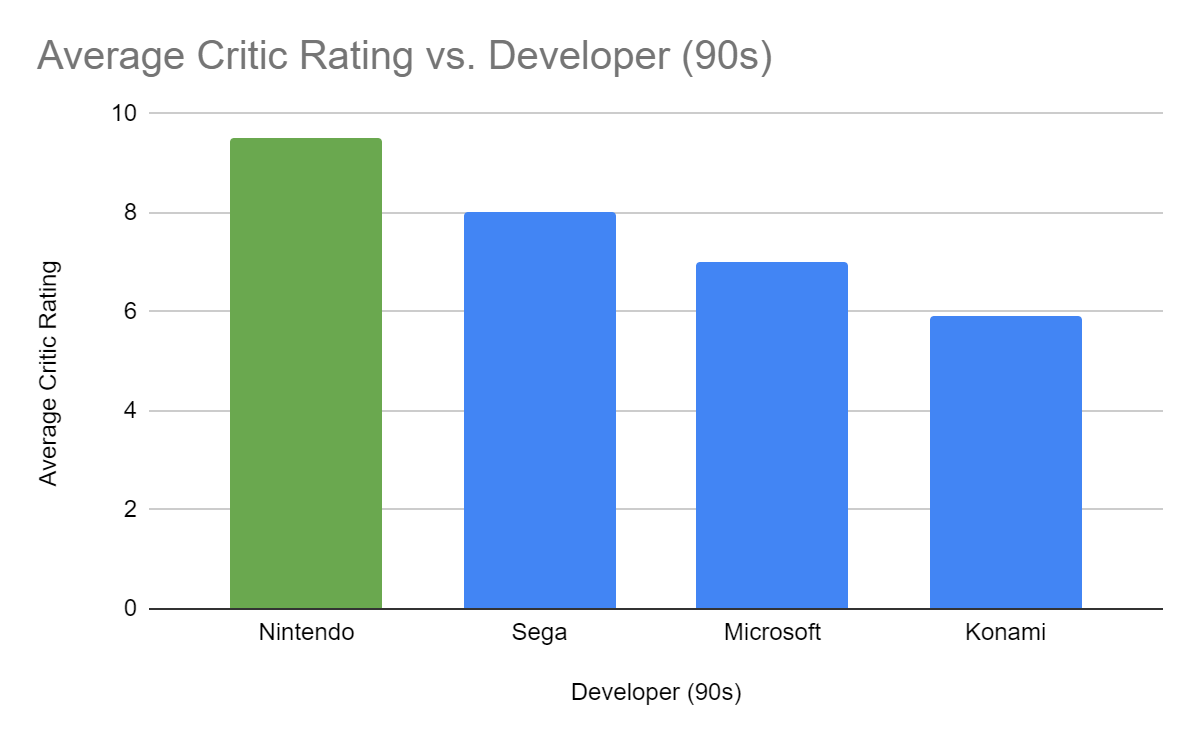 Average Critic Rating vs. Developer (90s)
10
8
6
4
2
0
Average Critic Rating
Nintendo Sega Microsoft Konami
Developer (90s)